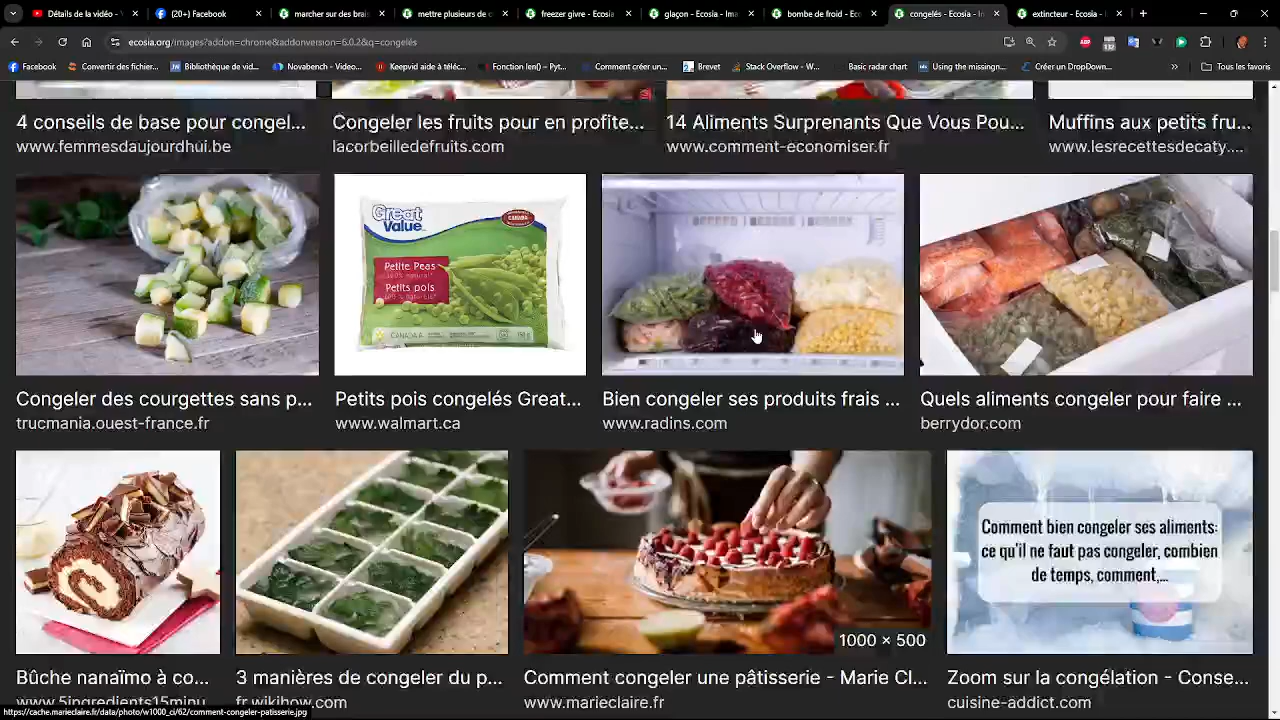 Détails de la vidéo - 
(20+) Facebook
marcher sur des brais
mettre plusieurs de c
freezer givre - Ecosia
glaçon - Ecosia - Ima
bombe de froid - Ec
congelés - Ecosia - In
extincteur - Ecosia - I
ecosia.org/images?addon=chrome&addonversion=6.0.2&q=congelés
Facebook
Convertir des fichier...
Bibliothèque de vid...
Novabench - Video...
Keepvid aide à téléc...
Fonction len() – Pyt...
Comment créer un...
Brevet
Stack Overflow - W...
Basic radar chart
Using the missingn...
Créer un DropDown...
Tous les favoris
4 conseils de base pour congel...
www.femmesdaujourdhui.be
Congeler les fruits pour en profite...
lacorbeilledefruits.com
14 Aliments Surprenants Que Vous Pou...
www.comment-economiser.fr
Muffins aux petits fru...
www.lesrecettesdecaty....
Great Value
CANADA
Petite Peas
Petits pois
CANADA A
Congeler des courgettes sans p...
trucmania.ouest-france.fr
Petits pois congelés Great...
www.walmart.ca
Bien congeler ses produits frais ...
www.radins.com
Quels aliments congeler pour faire ...
berrydor.com
1000 × 500
Comment bien congeler ses aliments:
ce qu'il ne faut pas congeler, combien
de temps, comment,...
Bûche nanaïmo à co...
www.5ingredients15minu
3 manières de congeler du p...
fr.wikihow.com
Comment congeler une pâtisserie - Marie Cl...
www.marieclaire.fr
Zoom sur la congélation - Conse...
cuisine-addict.com
https://cache.marieclaire.fr/data/photo/w1000_ci/62/comment-congeler-patisserie.jpg